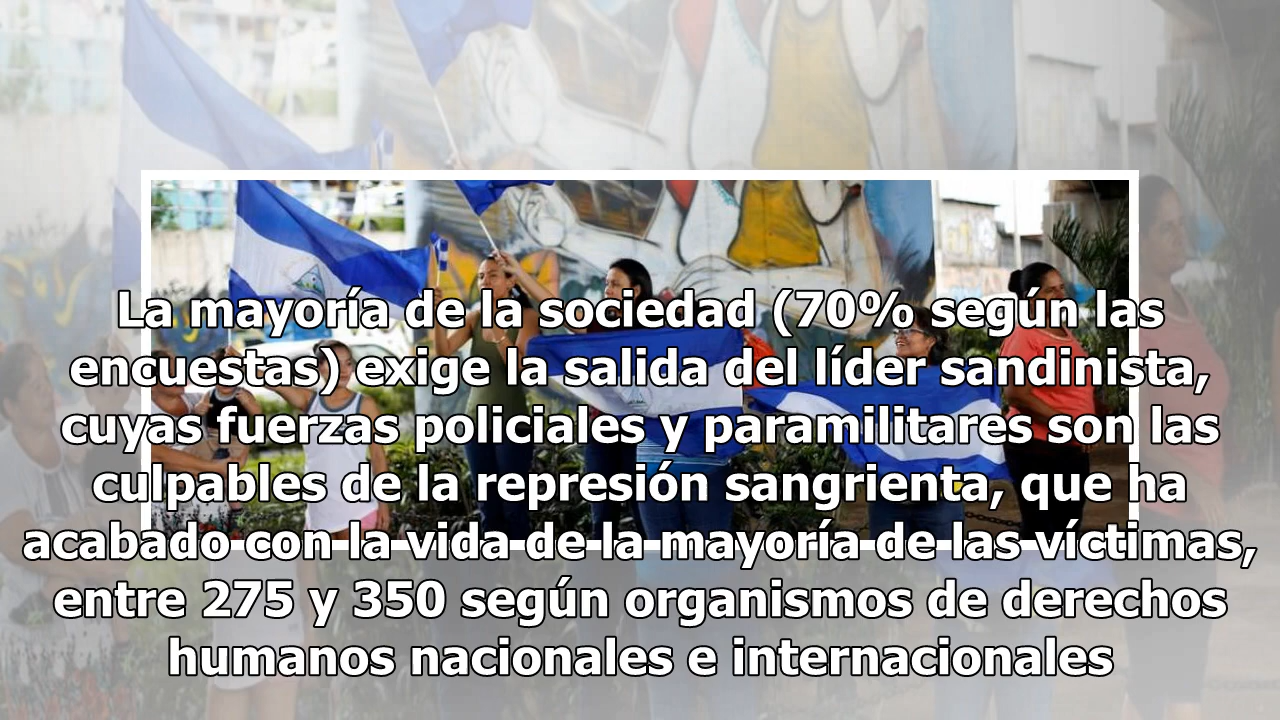 La mayoría de la sociedad (70% según las
encuestas) exige la salida del líder sandinista,
cuyas fuerzas policiales y paramilitares son las
culpables de la represión sangrienta, que ha
acabado con la vida de la mayoría de las víctimas,
entre 275 y 350 según organismos de derechos
humanos nacionales e internacionales